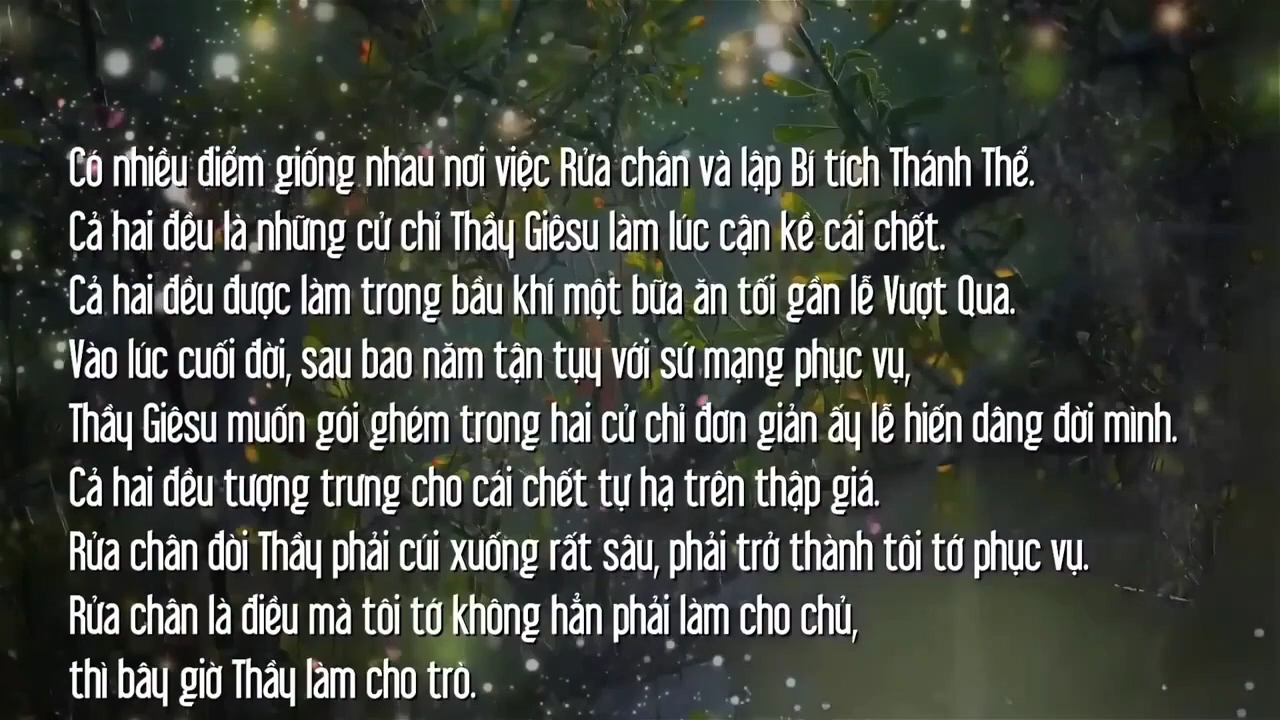 Có nhiều điểm giống nhau nơi việc Rửa chân và lập Bí tích Thánh Thể.
Cả hai đều là những cử chỉ Thầy Giêsu làm lúc cận kề cái chết.
Cả hai đều được làm trong bầu khí một bữa ăn tối gần lễ Vượt Qua.
Vào lúc cuối đời, sau bao năm tận tụy với sứ mạng phục vụ,
Thầy Giêsu muốn gói ghém trong hai cử chỉ đơn giản ấy lễ hiến dâng đời mình.
Cả hai đều tượng trưng cho cái chết tự hạ trên thập giá.
Rửa chân đòi Thầy phải cúi xuống rất sâu, phải trở thành tôi tớ phục vụ.
Rửa chân là điều mà tôi tớ không hẳn phải làm cho chủ,
thì bây giờ Thầy làm cho trò.